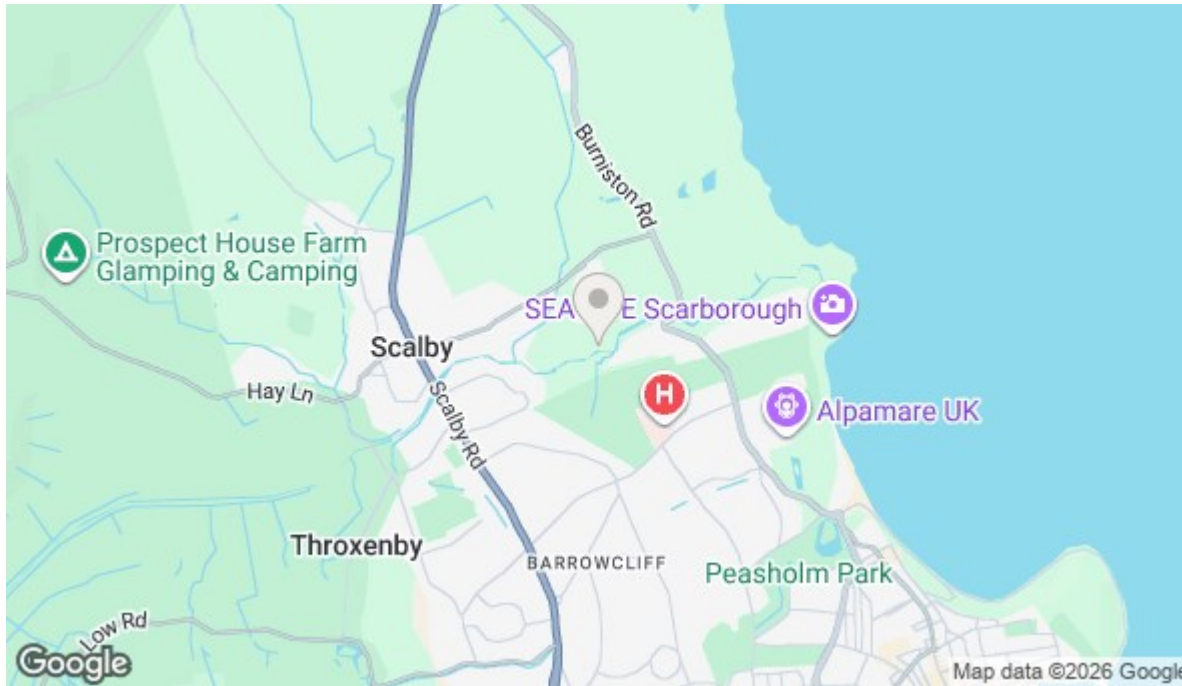 Burniston Rd
Prospect House Farm
Glamping & Camping
SEA E Scarborough
Scalby
Hay Ln
Scalby Rd
H
Alpamare UK
Throxenby
BARROWCLIFF
Peasholm Park
Low Rd
Google
Map data ©2026 Google